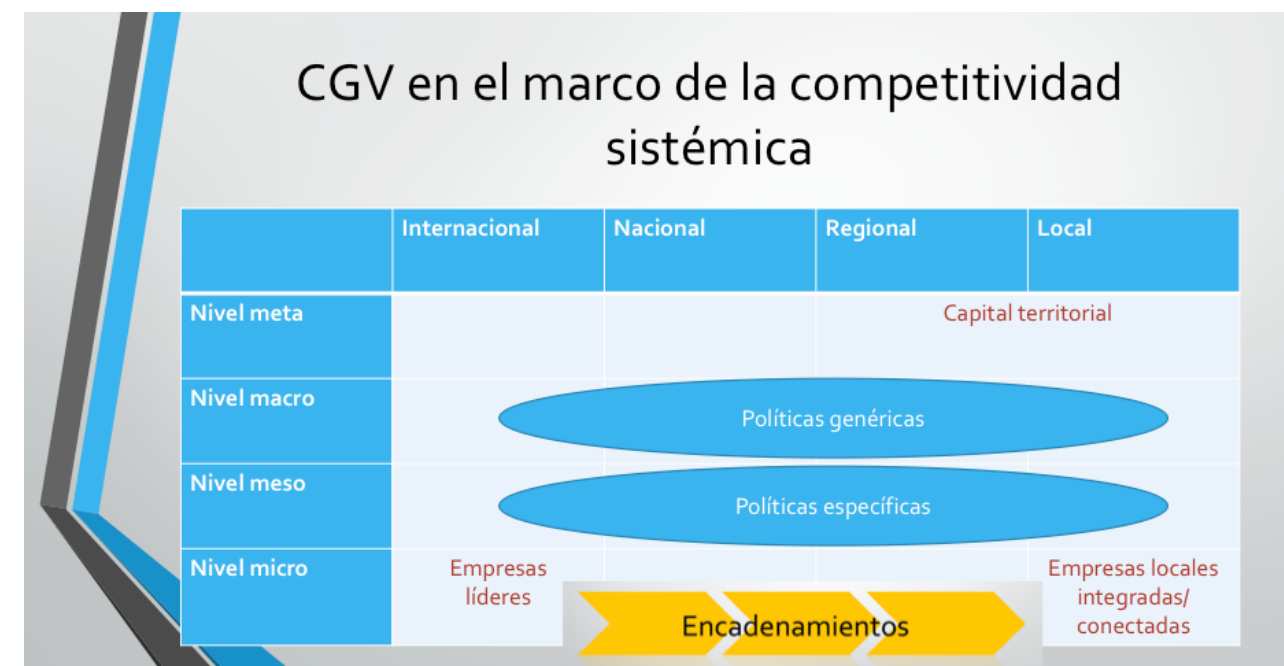 CGV en el marco de la competitividad
sistémica
Internacional
Nacional
Regional
Local
Nivel meta
Capital territorial
Nivel macro
Políticas genéricas
Nivel meso
Políticas específicas
Nivel micro
Empresas
líderes
Encadenamientos
Empresas locales
integradas/
conectadas